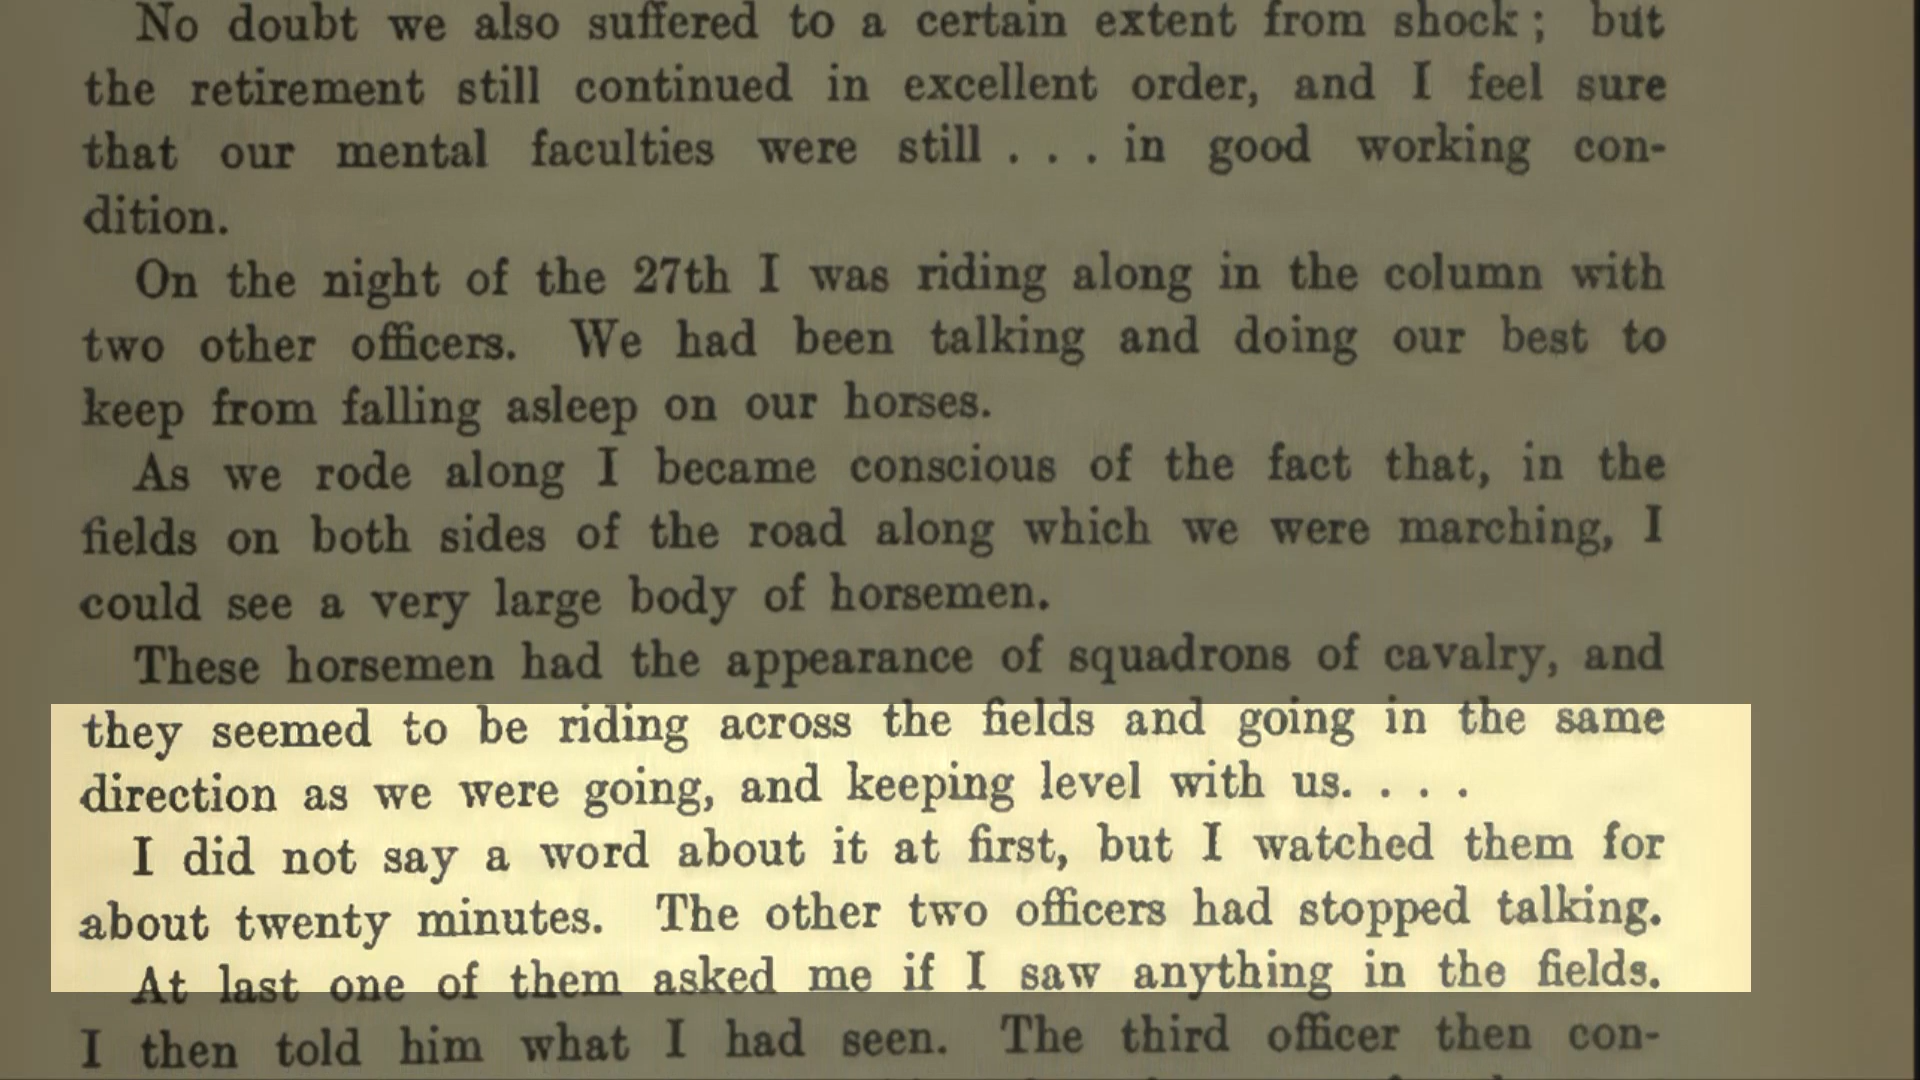 No doubt we also suffered to a certain extent from shock; but
the retirement still continued in excellent order, and I feel sure
that our mental faculties were still . . . in good working con-
dition.
On the night of the 27th I was riding along in the column with
two other officers. We had been talking and doing our best to
keep from falling asleep on our horses.
As we rode along I became conscious of the fact that, in the
fields on both sides of the road along which we were marching, I
could see a very large body of horsemen.
These horsemen had the appearance of squadrons of cavalry, and
they seemed to be riding across the fields and going in the same
direction as we were going, and keeping level with us. . . .
I did not say a word about it at first, but I watched them for
about twenty minutes. The other two officers had stopped talking.
At last one of them asked me if I saw anything in the fields.
I then told him what I had seen. The third officer then con-